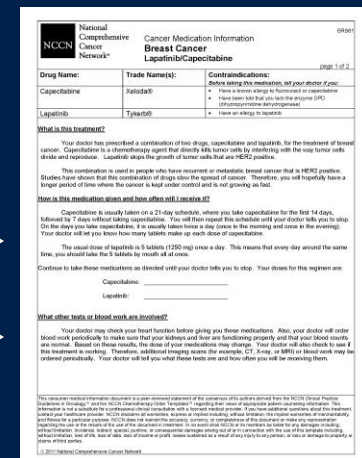 National
Comprehensive
NCCN Cancer
Network®
Cancer Medication Information
Breast Cancer
Lapatinib/Capecitabine
page 1 of 2
Drug Name:
Trade Name(s):
Contraindications:
Before taking this medication, tell your doctor if you:
Capecitabine
Xeloda®
• Have a known allergy to fluorouracil or capecitabine
• Have been told that you lack the enzyme DPD
(dihydropyrimidine dehydrogenase)
Lapatinib
Tykerb®
• Have an allergy to lapatinib
What is this treatment?
Your doctor has prescribed a combination of two drugs, capecitabine and lapatinib, for the treatment of breast
cancer. Capecitabine is a chemotherapy agent that directly kills tumor cells by interfering with the way tumor cells
divide and reproduce. Lapatinib stops the growth of tumor cells that are HER2 positive.
This combination is used in people who have recurrent or metastatic breast cancer that is HER2 positive.
Studies have shown that this combination of drugs slow the spread of cancer. Therefore, you will hopefully have a
longer period of time where the cancer is kept under control and is not growing as fast.
How is this medication given and how often will I receive it?
Capecitabine is usually taken on a 21-day schedule, where you take capecitabine for the first 14 days,
followed by 7 days without taking capecitabine. You will then repeat this schedule until your doctor tells you to stop.
On the days you take capecitabine, it is usually taken twice a day (once in the morning and once in the evening).
Your doctor will let you know how many tablets make up each dose of capecitabine.
The usual dose of lapatinib is 5 tablets (1250 mg) once a day. This means that every day around the same
time, you should take the 5 tablets by mouth all at once.
Continue to take these medications as directed until your doctor tells you to stop. Your doses for this regimen are:
Capecitabine:
Lapatinib:
What other tests or blood work are involved?
Your doctor may check your heart function before giving you these medications. Also, your doctor will order
blood work periodically to make sure that your kidneys and liver are functioning properly and that your blood counts
are normal. Based on these results, the dose of your medications may change. Your doctor will also check to see if
this treatment is working. Therefore, additional imaging scans (for example, CT, X-ray, or MRI) or blood work may be
ordered periodically. Your doctor will tell you what these tests are and how often you will be receiving them.
© 2011 National Comprehensive Cancer Network